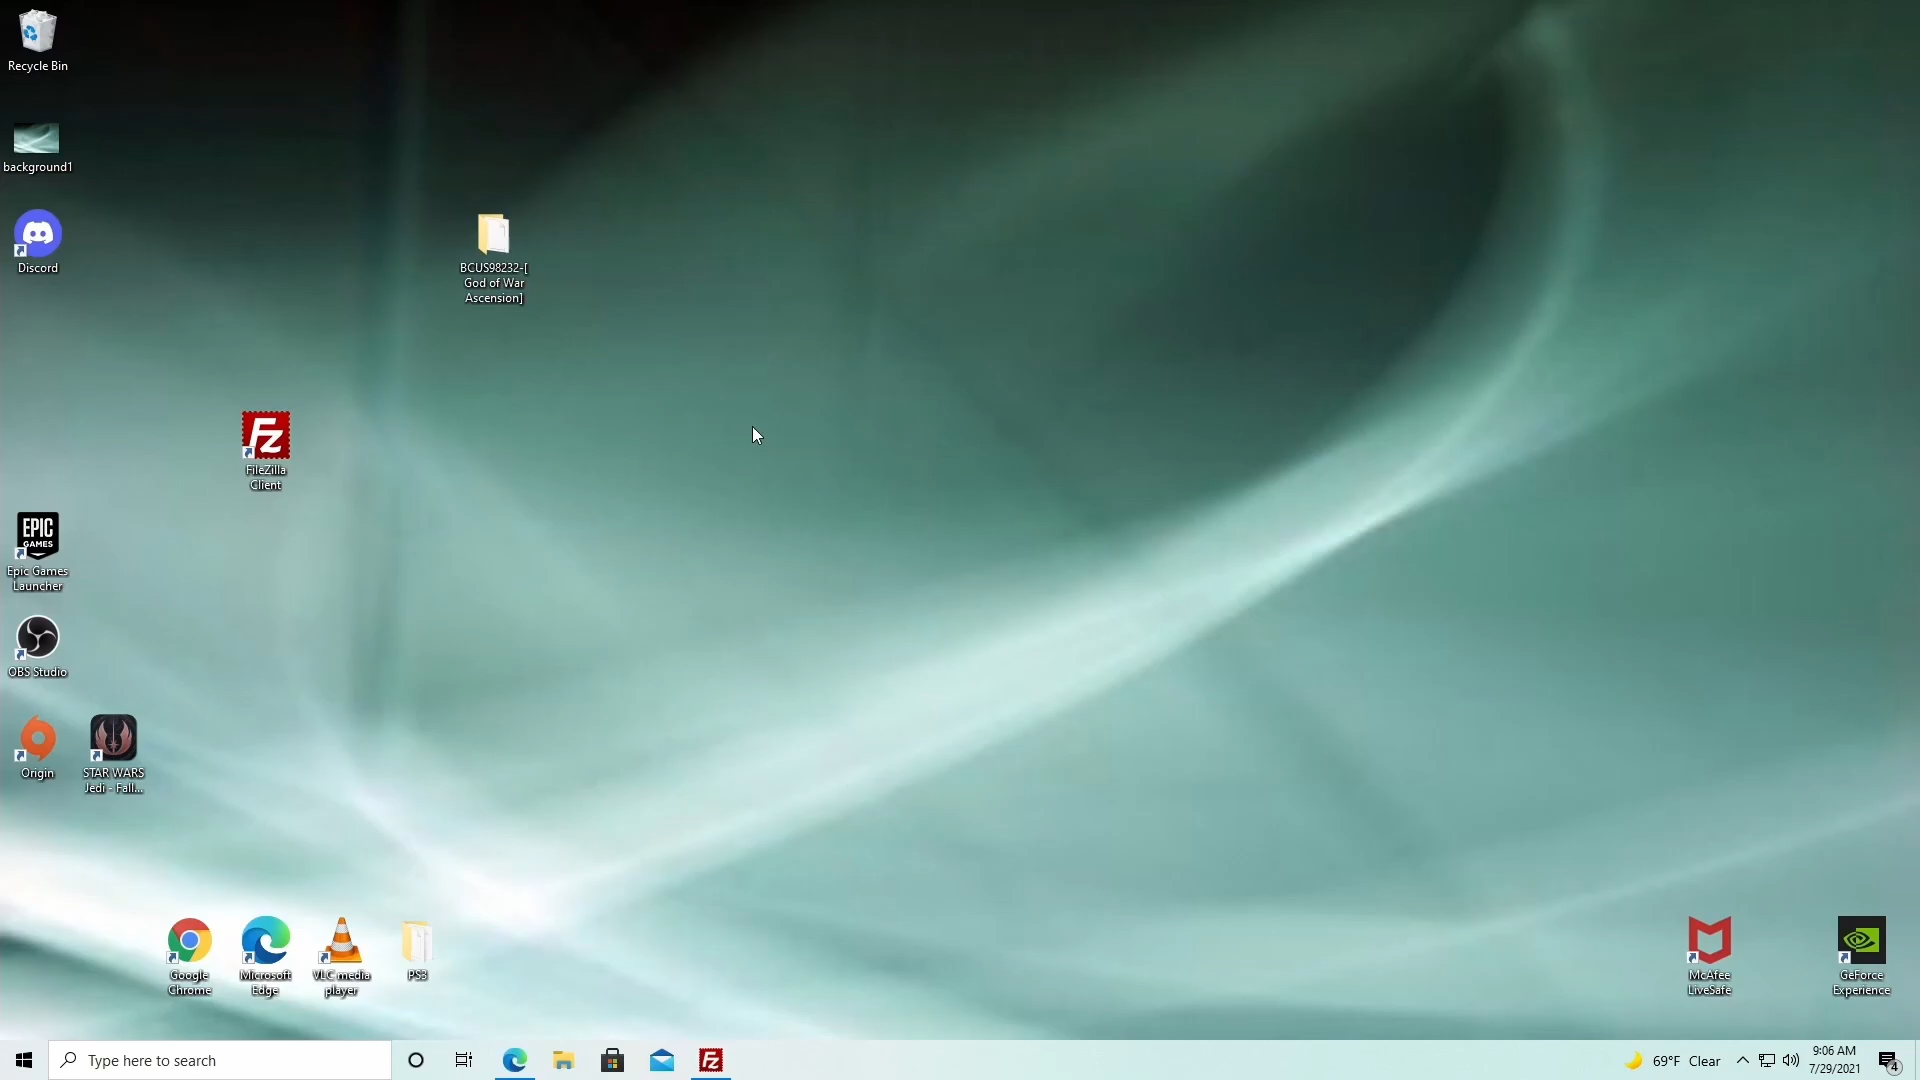 Recycle Bin
background1
Discord
BCUS98232-[
God of War
Ascension]
FileZilla
Client
EPIC
GAMES
Epic Games
Launcher
OBS Studio
Origin
STAR WARS
Jedi - Fall...
Google
Chrome
Microsoft
Edge
VLC media
player
PS3
McAfee
LiveSafe
GeForce
Experience
Type here to search
69°F Clear
9:06 AM
7/29/2021
4